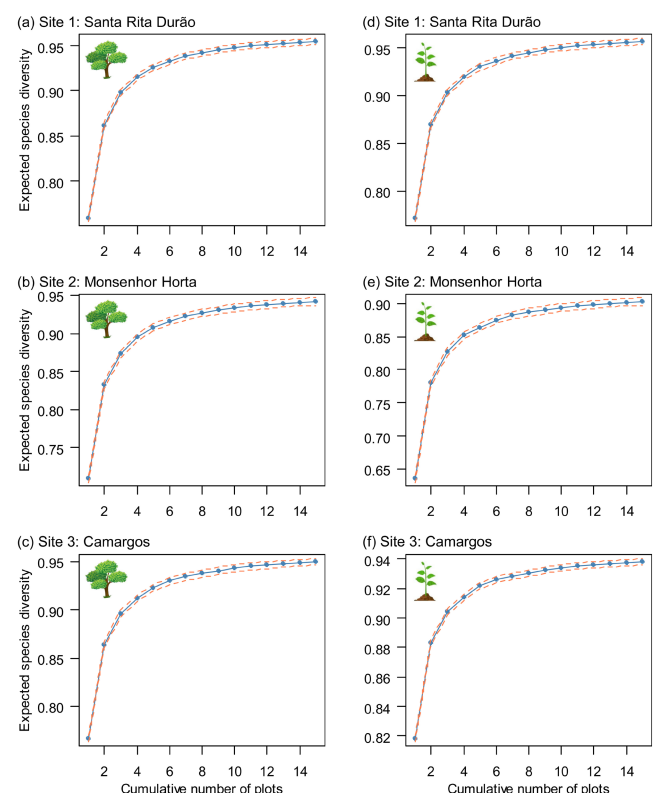 (a) Site 1: Santa Rita Durão
Expected species diversity
0.95
0.90
0.85
0.80
2 4 6 8 10 12 14
(d) Site 1: Santa Rita Durão
0.95
0.90
0.85
0.80
2 4 6 8 10 12 14
(b) Site 2: Monsenhor Horta
Expected species diversity
0.95
0.90
0.85
0.80
0.75
2 4 6 8 10 12 14
(e) Site 2: Monsenhor Horta
0.90
0.85
0.80
0.75
0.70
0.65
2 4 6 8 10 12 14
(c) Site 3: Camargos
Expected species diversity
0.95
0.90
0.85
0.80
2 4 6 8 10 12 14
Cumulative number of plots
(f) Site 3: Camargos
0.94
0.92
0.90
0.88
0.86
0.84
0.82
2 4 6 8 10 12 14
Cumulative number of plots